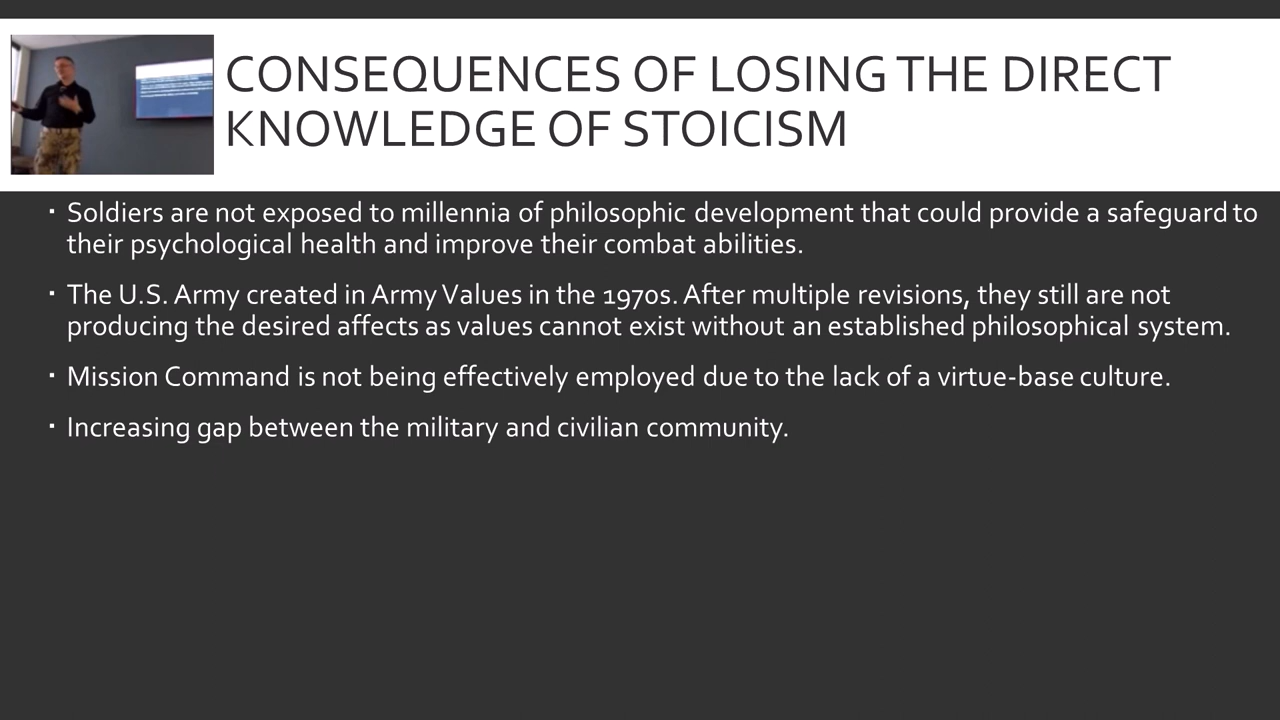 CONSEQUENCES OF LOSING THE DIRECT
KNOWLEDGE OF STOICISM
▪ Soldiers are not exposed to millennia of philosophic development that could provide a safeguard to
their psychological health and improve their combat abilities.
▪ The U.S. Army created in Army Values in the 1970s. After multiple revisions, they still are not
producing the desired affects as values cannot exist without an established philosophical system.
▪ Mission Command is not being effectively employed due to the lack of a virtue-base culture.
▪ Increasing gap between the military and civilian community.